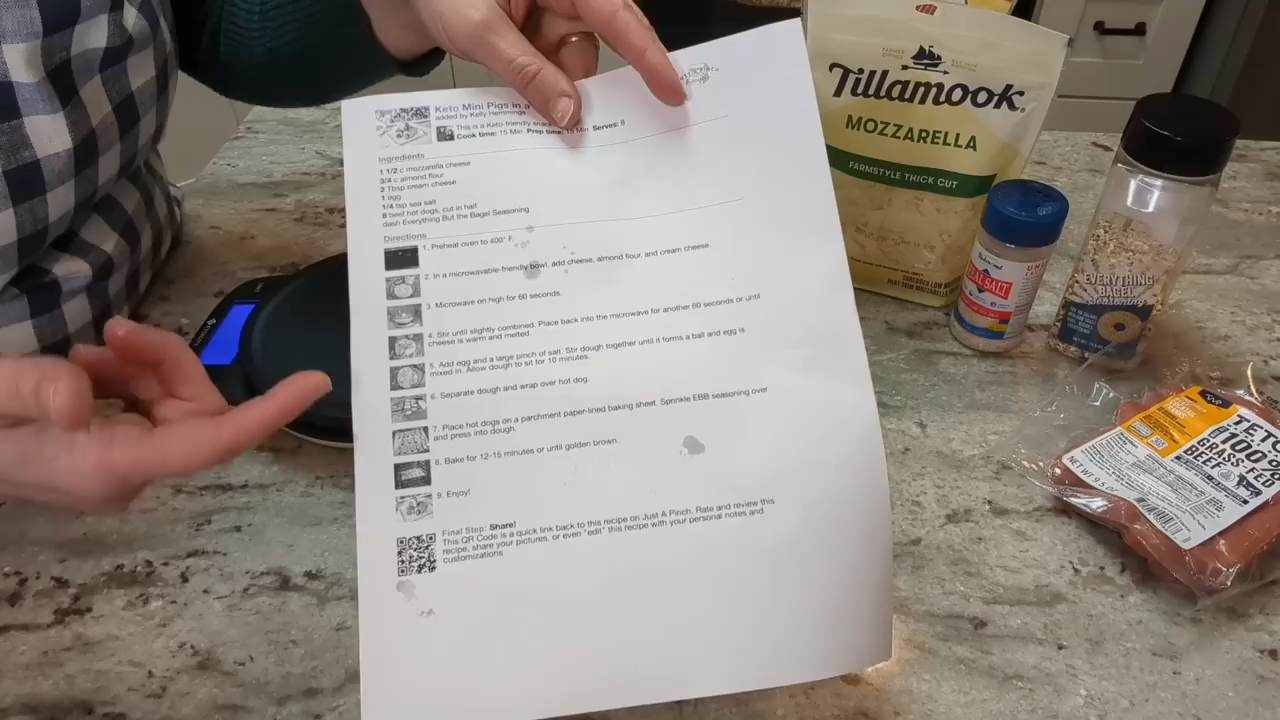 Keto Mini Pigs in a
added by Kelly Hemmings
This is a Keto-friendly
Cook time: 15 Min Prep time: 15 Min Serves: 8
Ingredients
1 1/2 c mozzarella cheese
3/4 c almond flour
2 Tbsp cream cheese
1 egg
1/4 tsp sea salt
8 beef hot dogs, cut in half
dash Everything But the Bagel Seasoning
Directions
1. Preheat oven to 400° F.
2. In a microwavable-friendly bowl, add cheese, almond flour, and cream cheese.
3. Microwave on high for 60 seconds.
4. Stir until slightly combined. Place back into the microwave for another 60 seconds or until
cheese is warm and melted.
5. Add egg and a large pinch of salt. Stir dough together until it forms a ball and egg is
mixed in. Allow dough to sit for 10 minutes.
6. Separate dough and wrap over hot dog.
7. Place hot dogs on a parchment paper-lined baking sheet. Sprinkle EBB seasoning over
and press into dough.
8. Bake for 12-15 minutes or until golden brown.
9. Enjoy!
Final Step: Share!
This QR Code is a quick link back to this recipe on Just A Pinch. Rate and review this
recipe, share your pictures, or even "edit" this recipe with your personal notes and
customizations
Tillamook
MOZZARELLA
FARMSTYLE THICK CUT
SALT
EVERYTHING
BAGEL
Seasoning
100%
GRASS FED
BEEF
NET WT 9.5 oz